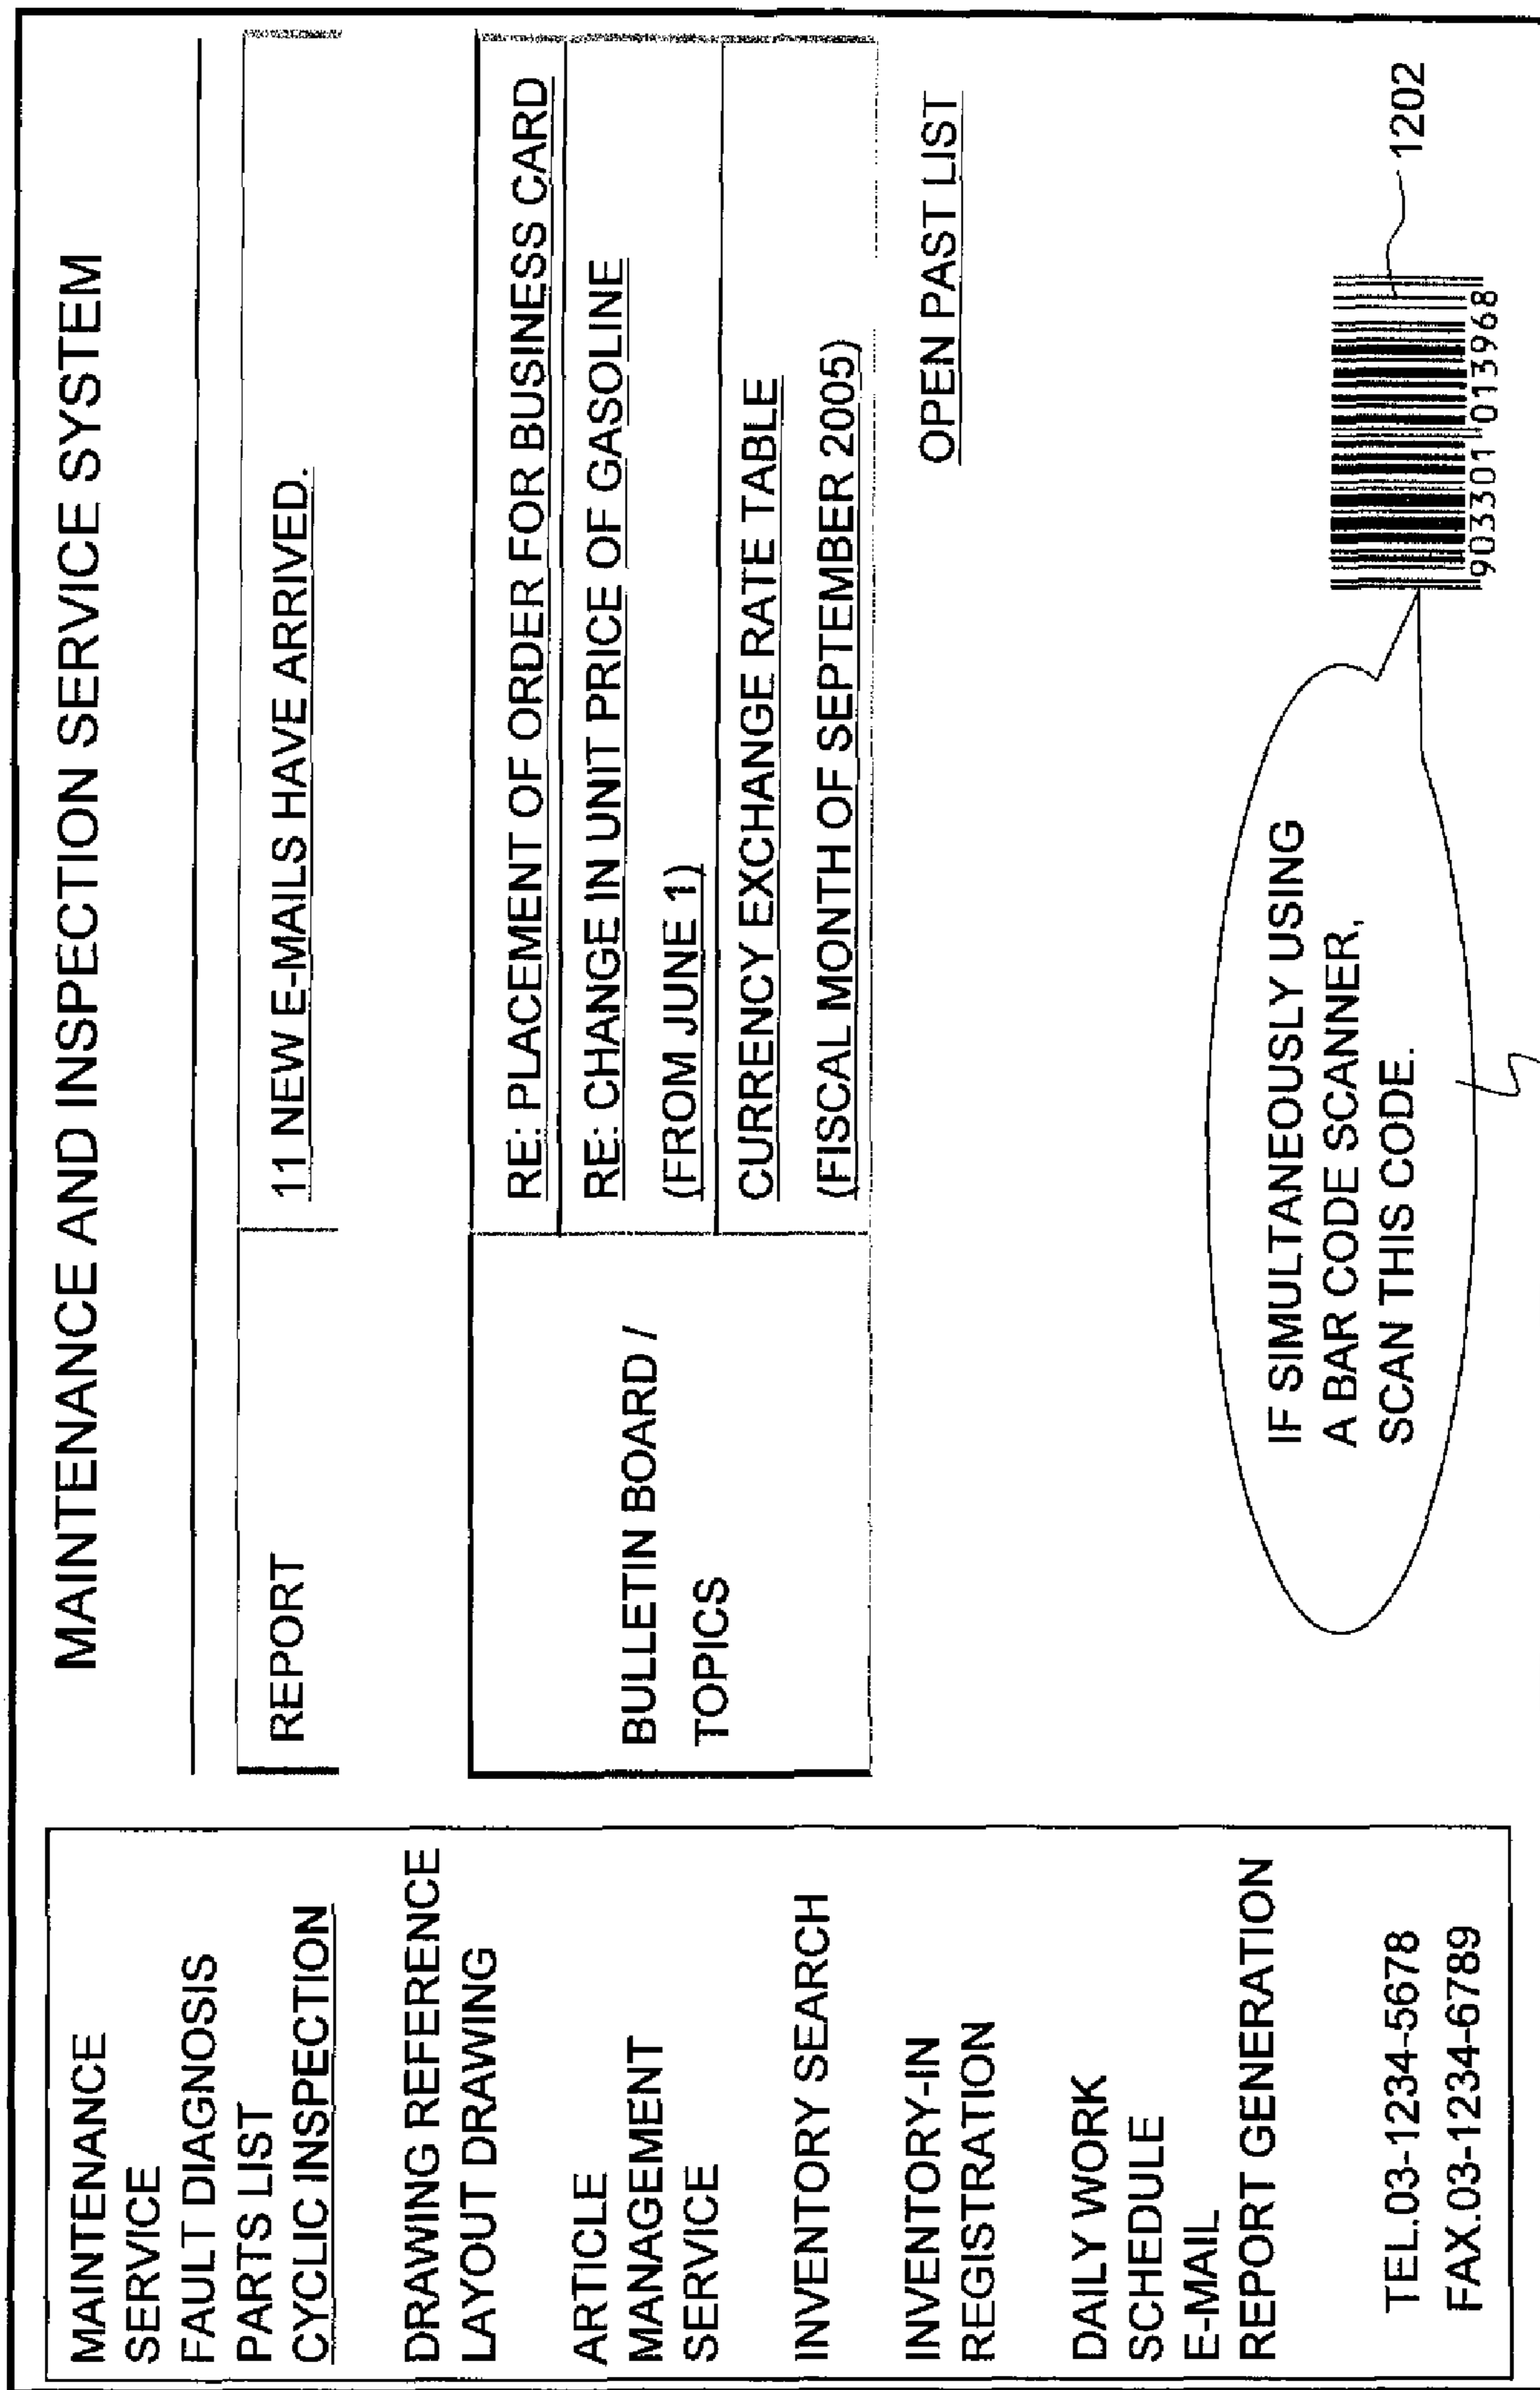 MAINTENANCE AND INSPECTION SERVICE SYSTEM
MAINTENANCE
SERVICE
FAULT DIAGNOSIS
PARTS LIST
CYCLIC INSPECTION
DRAWING REFERENCE
LAYOUT DRAWING
ARTICLE
MANAGEMENT
SERVICE
INVENTORY SEARCH
INVENTORY-IN
REGISTRATION
DAILY WORK
SCHEDULE
E-MAIL
REPORT GENERATION
TEL.03-1234-5678
FAX.03-1234-6789
REPORT
11 NEW E-MAILS HAVE ARRIVED.
BULLETIN BOARD /
TOPICS
RE: PLACEMENT OF ORDER FOR BUSINESS CARD
RE: CHANGE IN UNIT PRICE OF GASOLINE
(FROM JUNE 1)
CURRENCY EXCHANGE RATE TABLE
(FISCAL MONTH OF SEPTEMBER 2005)
OPEN PAST LIST
IF SIMULTANEOUSLY USING
A BAR CODE SCANNER,
SCAN THIS CODE.
903301 013968
1202